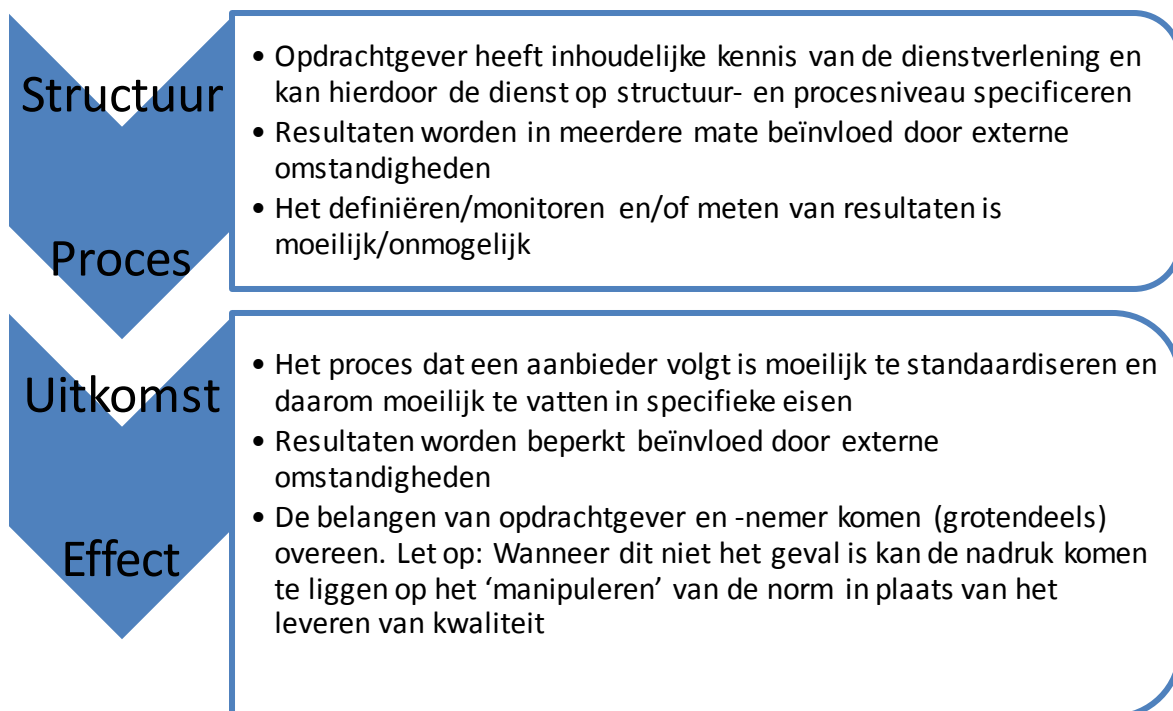 Structuur
Proces
• Opdrachtgever heeft inhoudelijke kennis van de dienstverlening en
kan hierdoor de dienst op structuur- en procesniveau specificeren
• Resultaten worden in meerdere mate beïnvloed door externe
omstandigheden
• Het definiëren/monitoren en/of meten van resultaten is
moeilijk/onmogelijk
Uitkomst
Effect
• Het proces dat een aanbieder volgt is moeilijk te standaardiseren en
daarom moeilijk te vatten in specifieke eisen
• Resultaten worden beperkt beïnvloed door externe
omstandigheden
• De belangen van opdrachtgever en -nemer komen (grotendeels)
overeen. Let op: Wanneer dit niet het geval is kan de nadruk komen
te liggen op het ‘manipuleren’ van de norm in plaats van het
leveren van kwaliteit